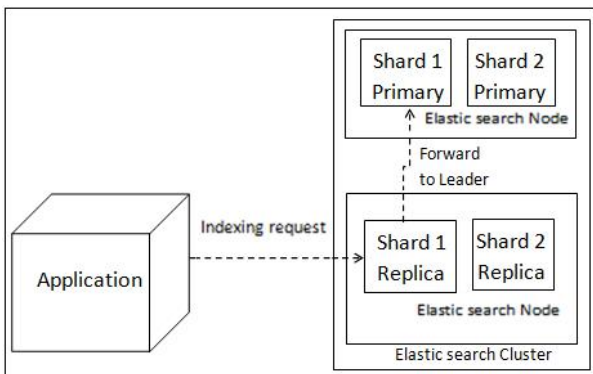 Shard 1
Primary
Shard 2
Primary
Elastic search Node
Forward
to Leader
Indexing request
Application
Shard 1
Replica
Shard 2
Replica
Elastic search Node
Elastic search Cluster